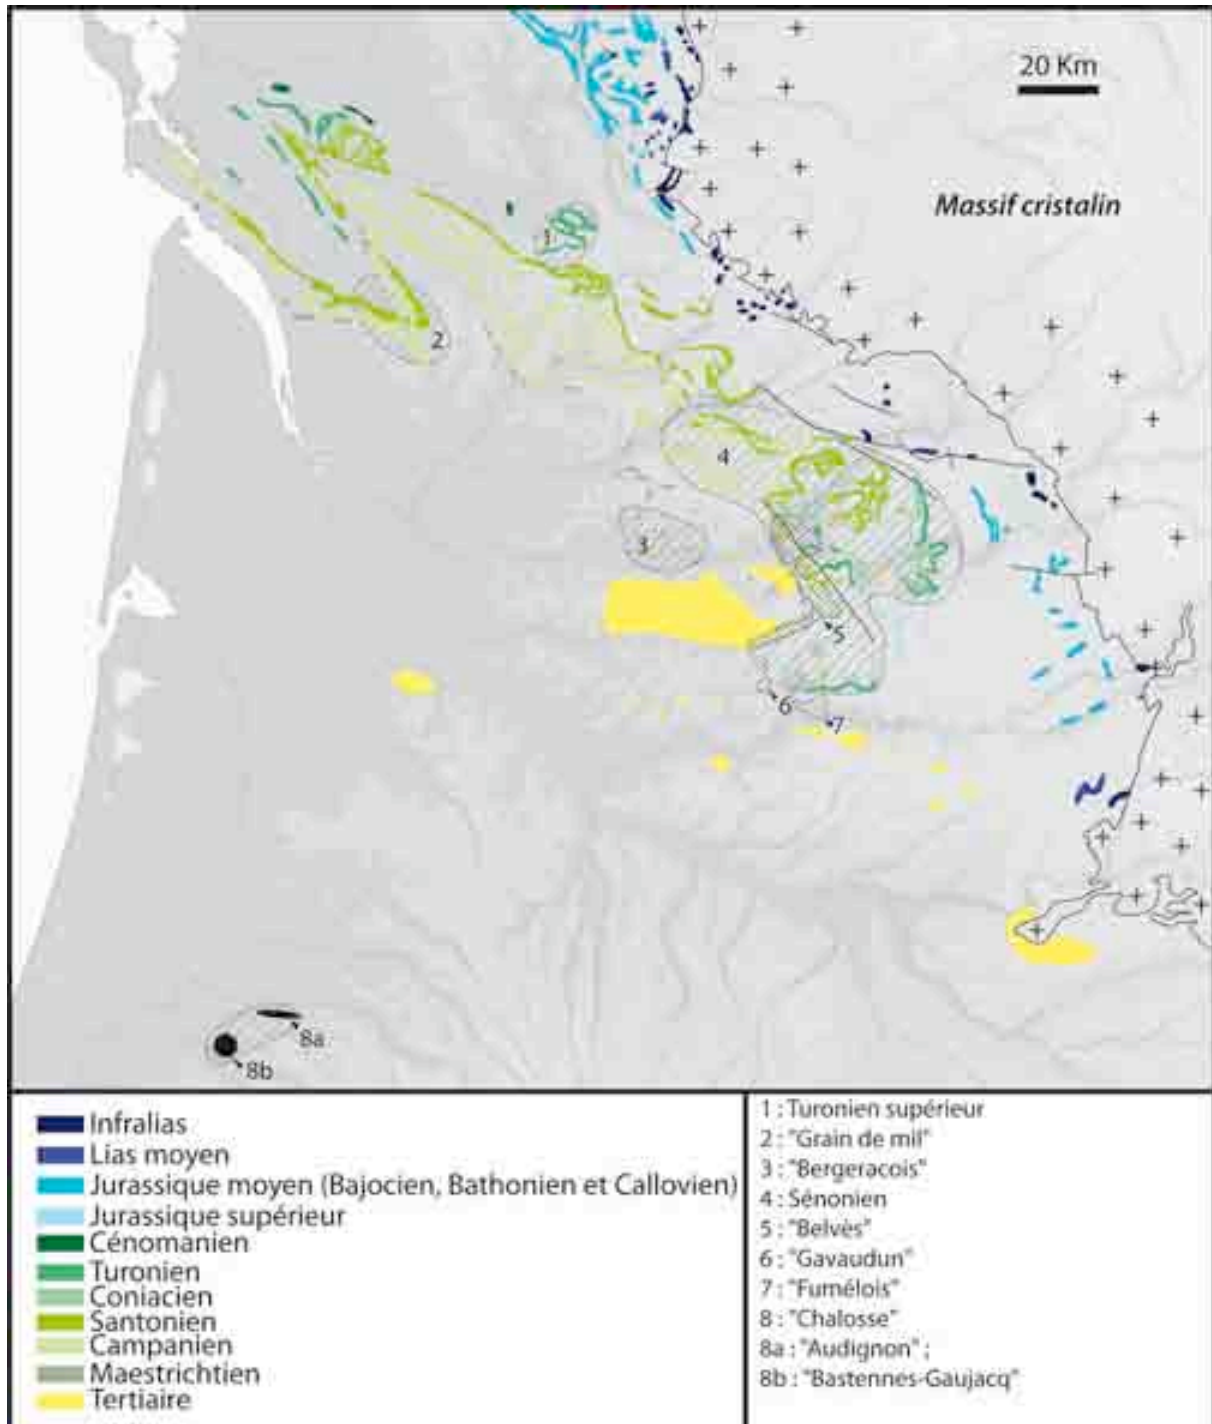 20 Km
Massif cristalin
1
2
3
4
5
6
7
8a
8b
Infralias
Lias moyen
Jurassique moyen (Bajocien, Bathonien et Callovien)
Jurassique supérieur
Cénomanien
Turonien
Coniacien
Santonien
Campanien
Maestrichtien
Tertiaire
1 : Turonien supérieur
2 : "Grain de mil"
3 : "Bergeracois"
4 : Sénonien
5 : "Belvès"
6 : "Gavaudun"
7 : "Fumélois"
8 : "Chalosse"
8a : "Audignon" ;
8b : "Bastennes-Gaujacq"